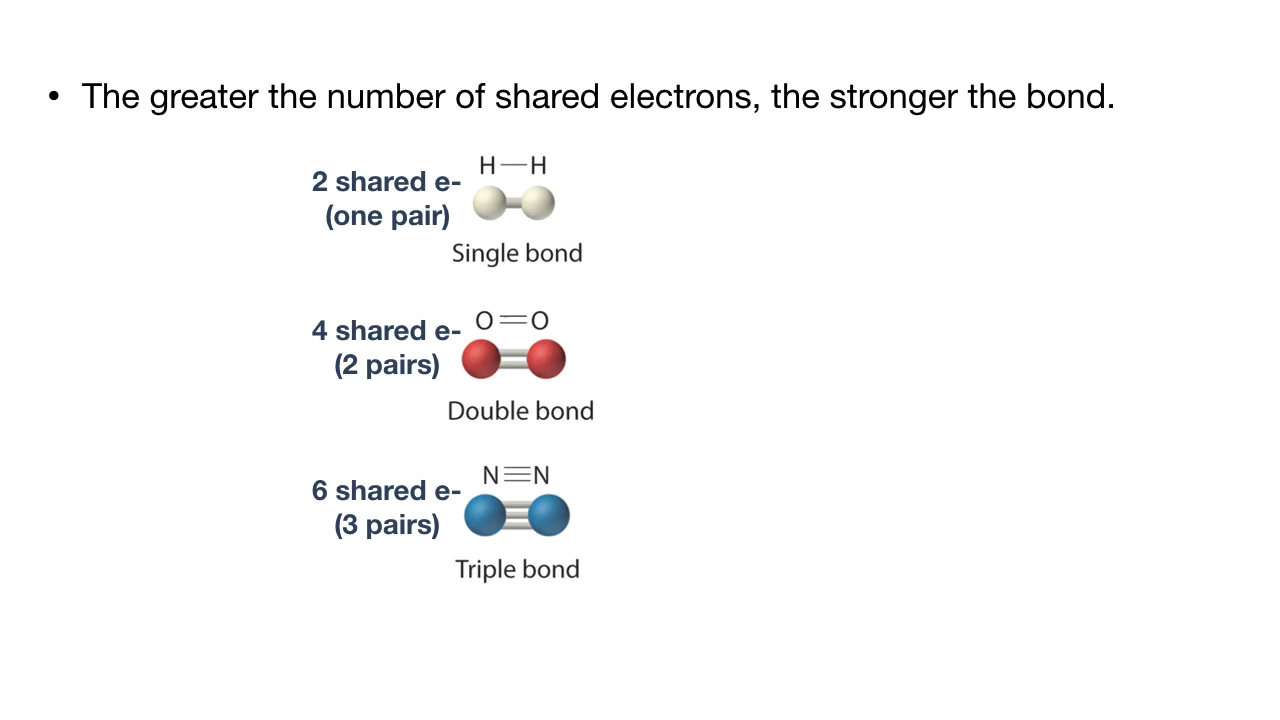 • The greater the number of shared electrons, the stronger the bond.
H—H
2 shared e-
(one pair)
Single bond
O=O
4 shared e-
(2 pairs)
Double bond
N≡N
6 shared e-
(3 pairs)
Triple bond